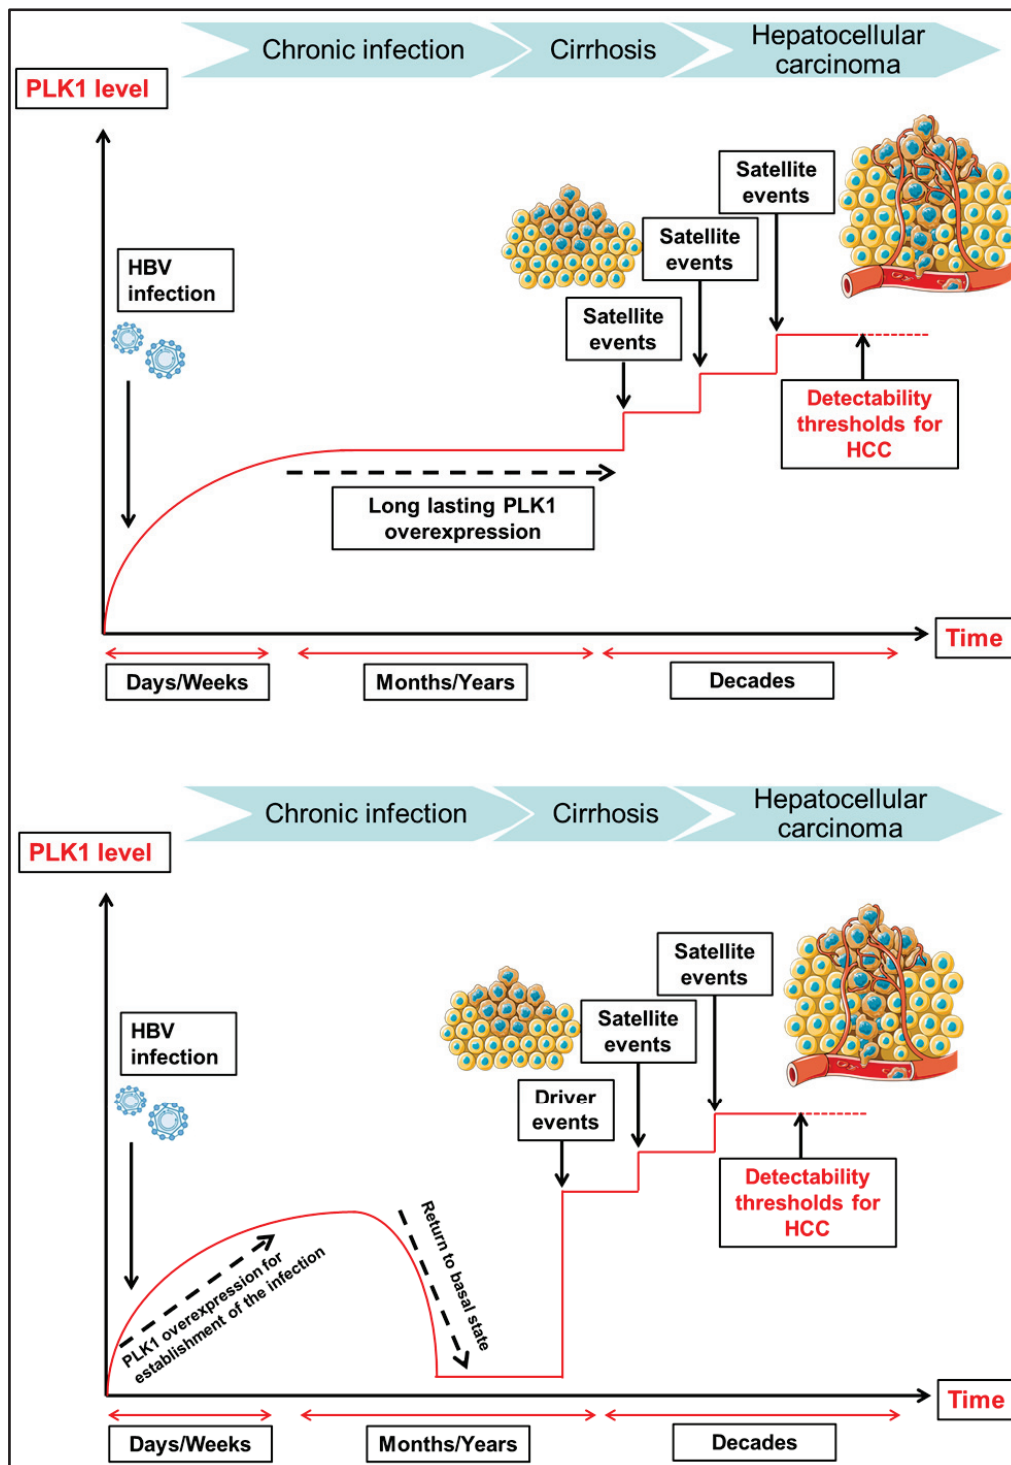 Chronic infection
Cirrhosis
Hepatocellular
carcinoma
PLK1 level
HBV
infection
Satellite
events
Satellite
events
Satellite
events
Detectability
thresholds for
HCC
Long lasting PLK1
overexpression
Time
Days/Weeks
Months/Years
Decades
Chronic infection
Cirrhosis
Hepatocellular
carcinoma
PLK1 level
HBV
infection
Satellite
events
Satellite
events
Driver
events
Detectability
thresholds for
HCC
PLK1 overexpression for
establishment of the infection
Return to basal state
Time
Days/Weeks
Months/Years
Decades